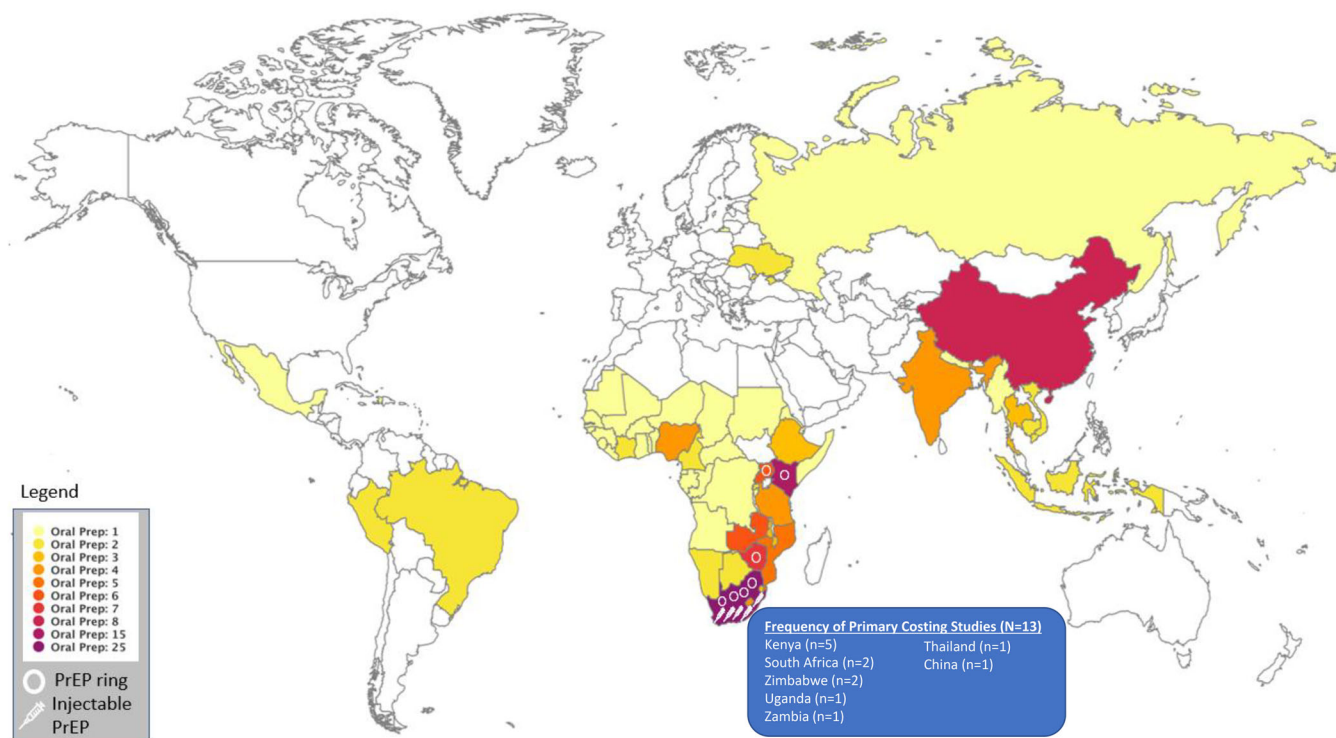 Legend
Oral Prep: 1
Oral Prep: 2
Oral Prep: 3
Oral Prep: 4
Oral Prep: 5
Oral Prep: 6
Oral Prep: 7
Oral Prep: 8
Oral Prep: 15
Oral Prep: 25
PrEP ring
Injectable
PrEP
Frequency of Primary Costing Studies (N=13)
Kenya (n=5)
South Africa (n=2)
Zimbabwe (n=2)
Uganda (n=1)
Zambia (n=1)
Thailand (n=1)
China (n=1)